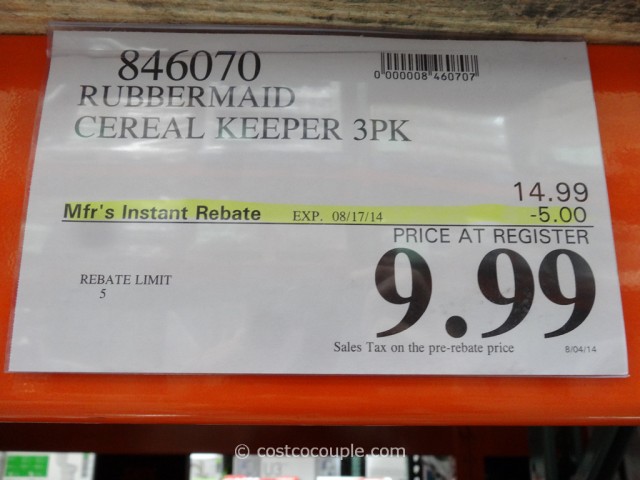 846070
0 000008 460707
RUBBERMAID
CEREAL KEEPER 3PK
14.99
Mfr's Instant Rebate EXP. 08/17/14 -5.00
PRICE AT REGISTER
9.99
REBATE LIMIT
5
Sales Tax on the pre-rebate price 8/04/14
© costcocouple.com